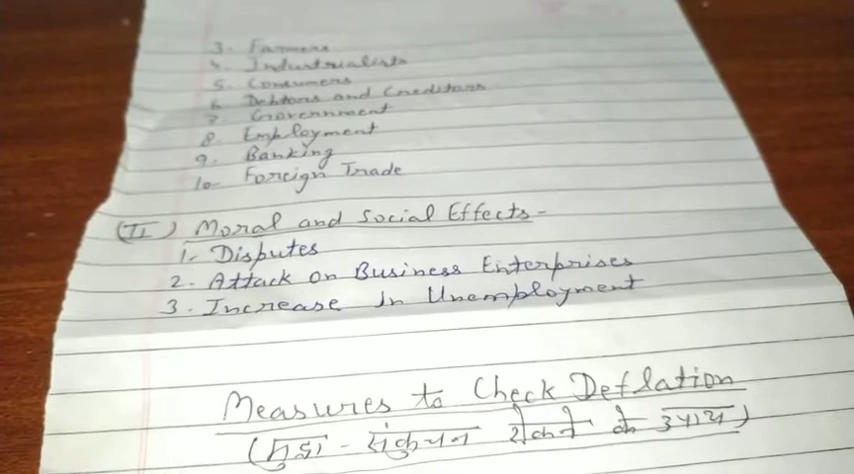 3. Farmers
4. Industrialists
5. Consumers
6. Debtors and Creditors
7. Government
8. Employment
9. Banking
10- Foreign Trade
(II) Moral and Social Effects-
1. Disputes
2. Attack on Business Enterprises
3. Increase in Unemployment
Measures to Check Deflation
(मुद्रा - संकुचन रोकने के उपाय)